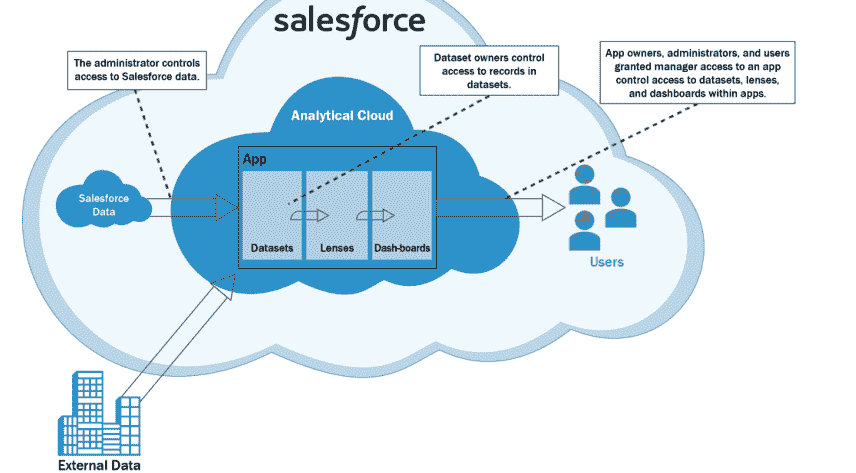 salesforce
The administrator controls
access to Salesforce data.
Dataset owners control
access to records in
datasets.
App owners, administrators, and users
granted manager access to an app
control access to datasets, lenses,
and dashboards within apps.
Analytical Cloud
App
Salesforce
Data
Datasets
Lenses
Dash-boards
Users
External Data